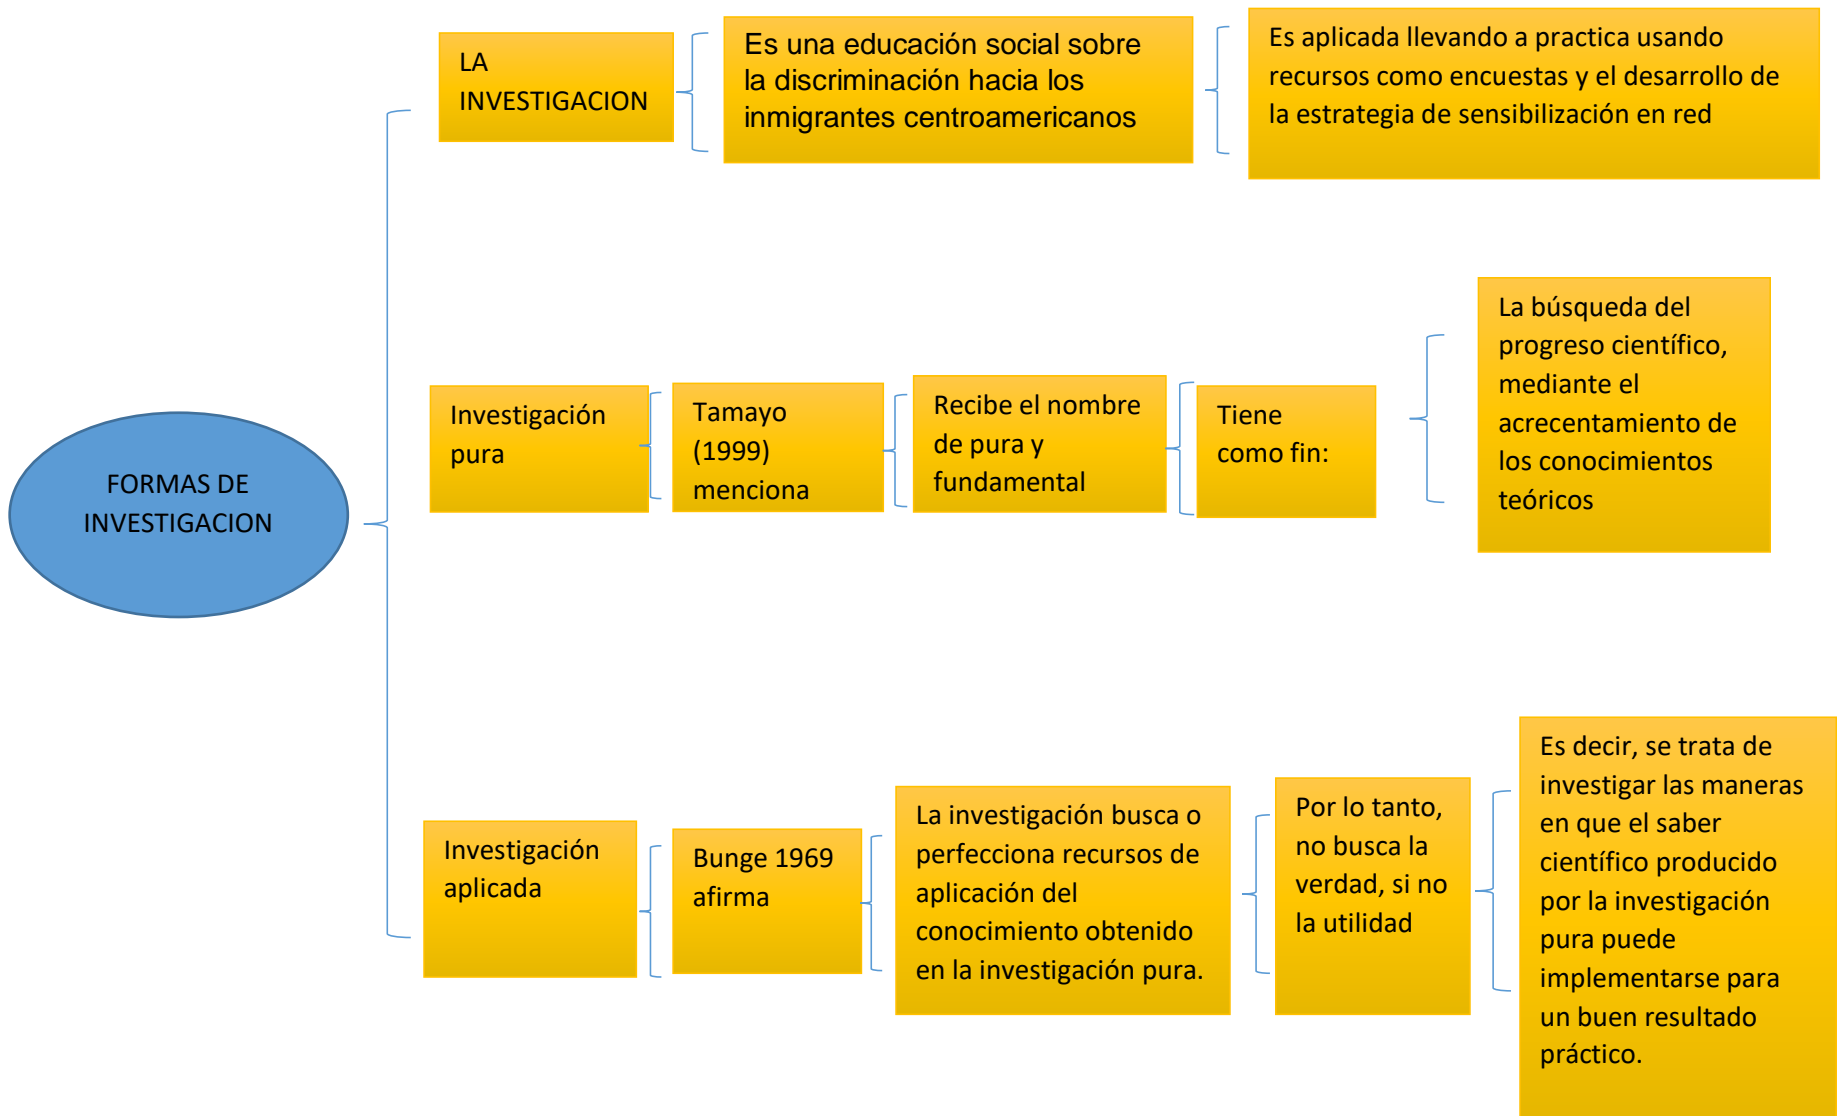 LA
INVESTIGACION
Es una educación social sobre
la discriminación hacia los
inmigrantes centroamericanos
Es aplicada llevando a practica usando
recursos como encuestas y el desarrollo de
la estrategia de sensibilización en red
FORMAS DE
INVESTIGACION
Investigación
pura
Tamayo
(1999)
menciona
Recibe el nombre
de pura y
fundamental
Tiene
como fin:
La búsqueda del
progreso científico,
mediante el
acrecentamiento de
los conocimientos
teóricos
Investigación
aplicada
Bunge 1969
afirma
La investigación busca o
perfecciona recursos de
aplicación del
conocimiento obtenido
en la investigación pura.
Por lo tanto,
no busca la
verdad, si no
la utilidad
Es decir, se trata de
investigar las maneras
en que el saber
científico producido
por la investigación
pura puede
implementarse para
un buen resultado
práctico.